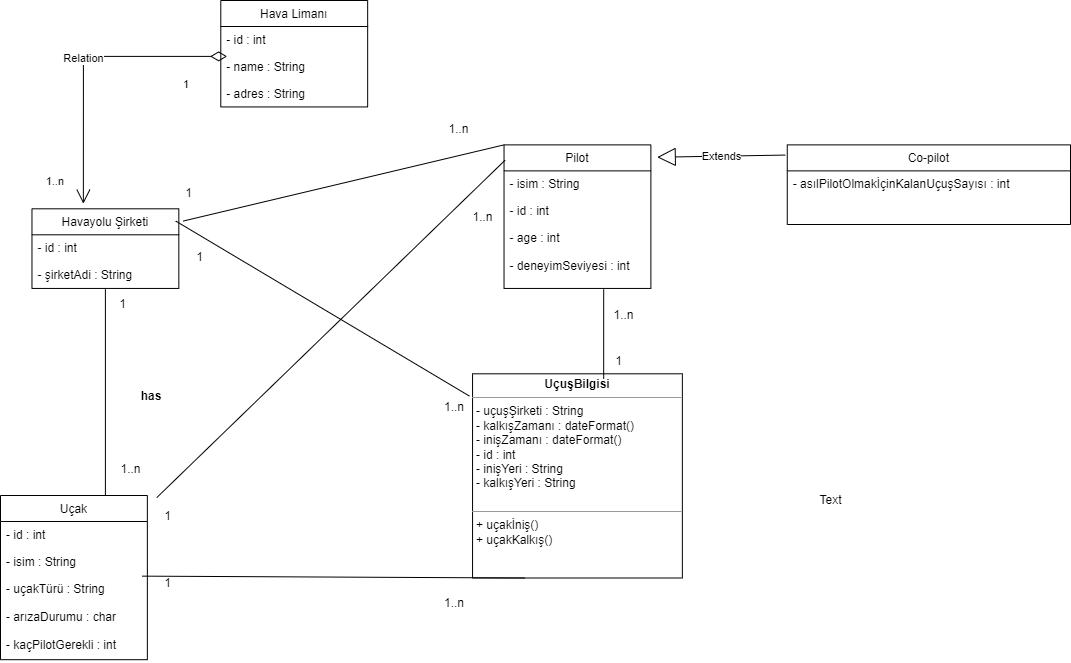 Hava Limanı
- id : int
- name : String
- adres : String
Relation
1
1..n
Havayolu Şirketi
- id : int
- şirketAdi : String
1
1..n
1
1
Pilot
- isim : String
- id : int
- age : int
- deneyimSeviyesi : int
1..n
Extends
Co-pilot
- asılPilotOlmakİçinKalanUçuşSayısı : int
1..n
1
has
1..n
1..n
1
UçuşBilgisi
- uçuşŞirketi : String
- kalkışZamanı : dateFormat()
- inişZamanı : dateFormat()
- id : int
- inişYeri : String
- kalkışYeri : String
+ uçakİniş()
+ uçakKalkış()
Text
Uçak
- id : int
- isim : String
- uçakTürü : String
- arızaDurumu : char
- kaçPilotGerekli : int
1
1
1..n